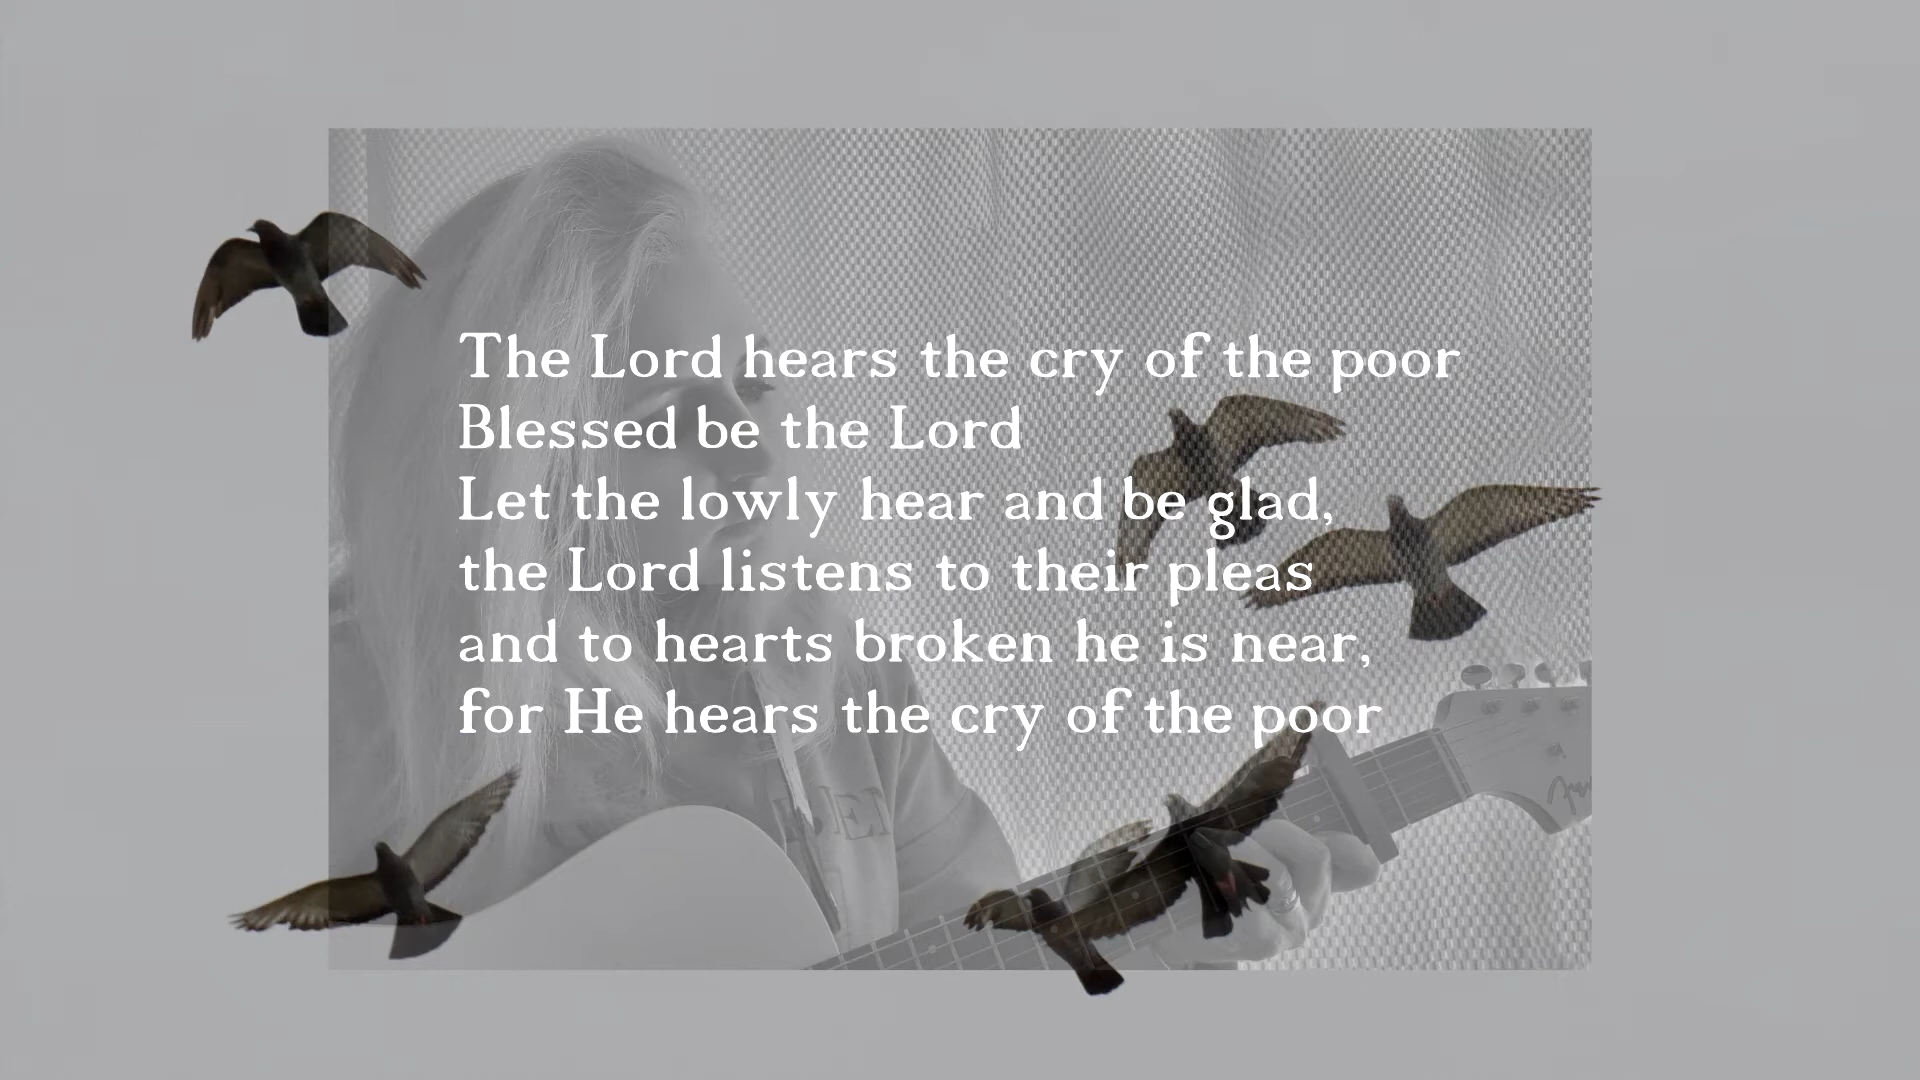 The Lord hears the cry of the poor
Blessed be the Lord
Let the lowly hear and be glad,
the Lord listens to their pleas
and to hearts broken he is near,
for He hears the cry of the poor